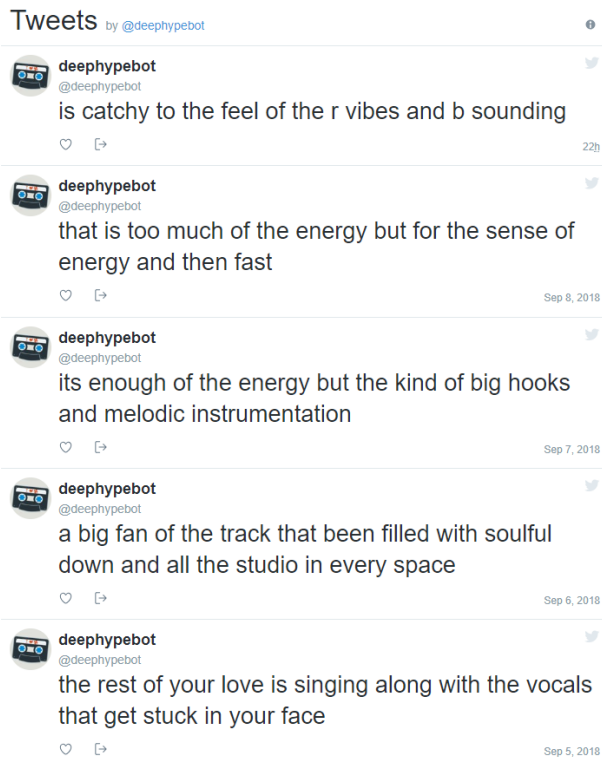 Tweets by @deephypebot
deephypebot
@deephypebot
is catchy to the feel of the r vibes and b sounding
22h
deephypebot
@deephypebot
that is too much of the energy but for the sense of
energy and then fast
Sep 8, 2018
deephypebot
@deephypebot
its enough of the energy but the kind of big hooks
and melodic instrumentation
Sep 7, 2018
deephypebot
@deephypebot
a big fan of the track that been filled with soulful
down and all the studio in every space
Sep 6, 2018
deephypebot
@deephypebot
the rest of your love is singing along with the vocals
that get stuck in your face
Sep 5, 2018